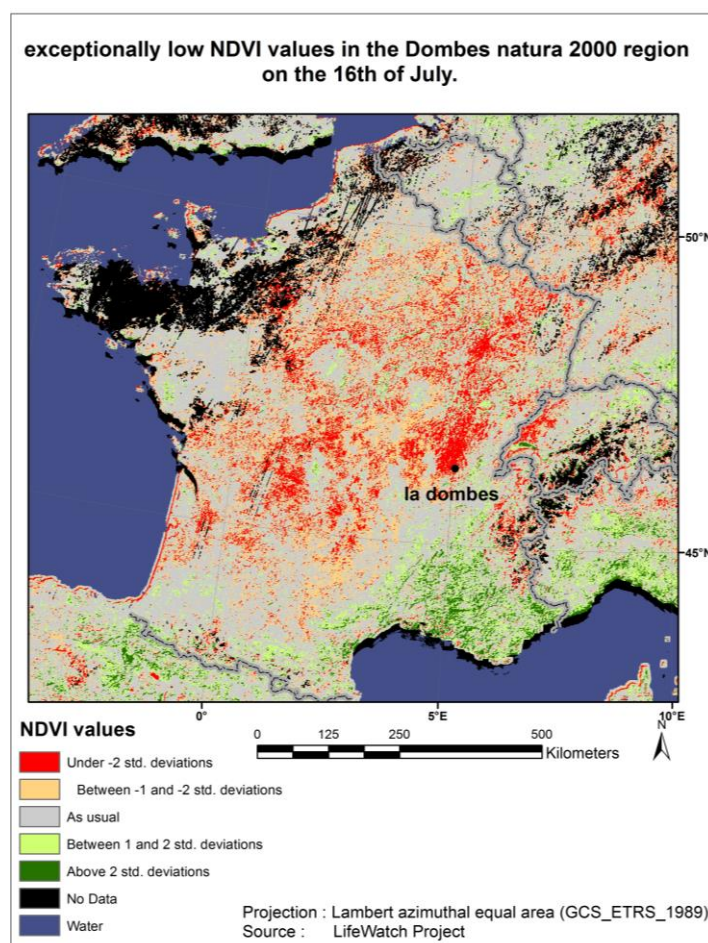 exceptionally low NDVI values in the Dombes natura 2000 region
on the 16th of July.
50°N
la dombes
45°N
0°
5°E
10°E
NDVI values
0 125 250 500
Kilometers
N
Under -2 std. deviations
Between -1 and -2 std. deviations
As usual
Between 1 and 2 std. deviations
Above 2 std. deviations
No Data
Water
Projection : Lambert azimuthal equal area (GCS_ETRS_1989)
Source : LifeWatch Project